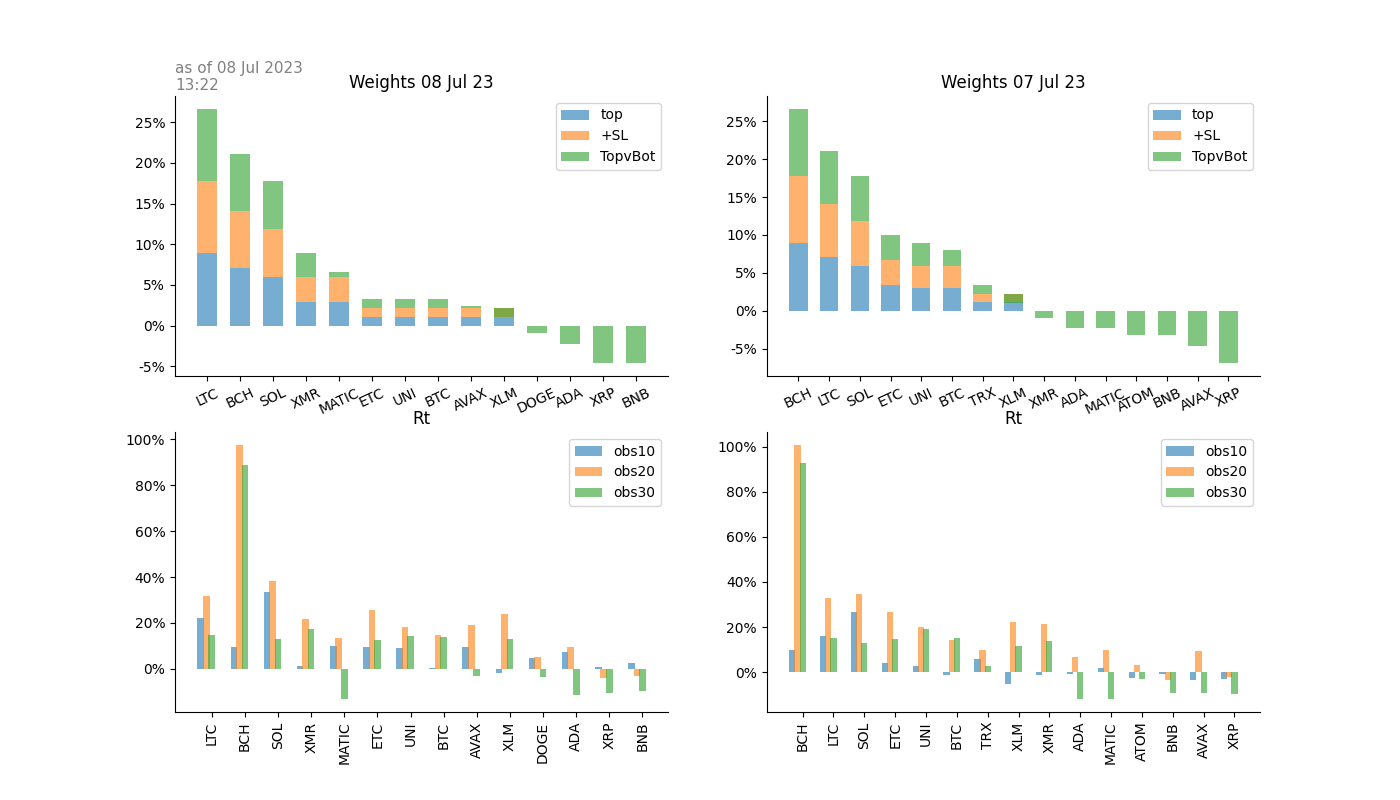 as of 08 Jul 2023
13:22
Weights 08 Jul 23
25%
20%
15%
10%
5%
0%
-5%
top
+SL
TopvBot
LTC BCH SOL XMR MATIC ETC UNI BTC AVAX XLM DOGE ADA XRP BNB
Weights 07 Jul 23
25%
20%
15%
10%
5%
0%
-5%
top
+SL
TopvBot
BCH LTC SOL ETC UNI BTC TRX XLM XMR ADA MATIC ATOM BNB AVAX XRP
Rt
100%
80%
60%
40%
20%
0%
obs10
obs20
obs30
LTC BCH SOL XMR MATIC ETC UNI BTC AVAX XLM DOGE ADA XRP BNB
Rt
100%
80%
60%
40%
20%
0%
obs10
obs20
obs30
BCH LTC SOL ETC UNI BTC TRX XLM XMR ADA MATIC ATOM BNB AVAX XRP